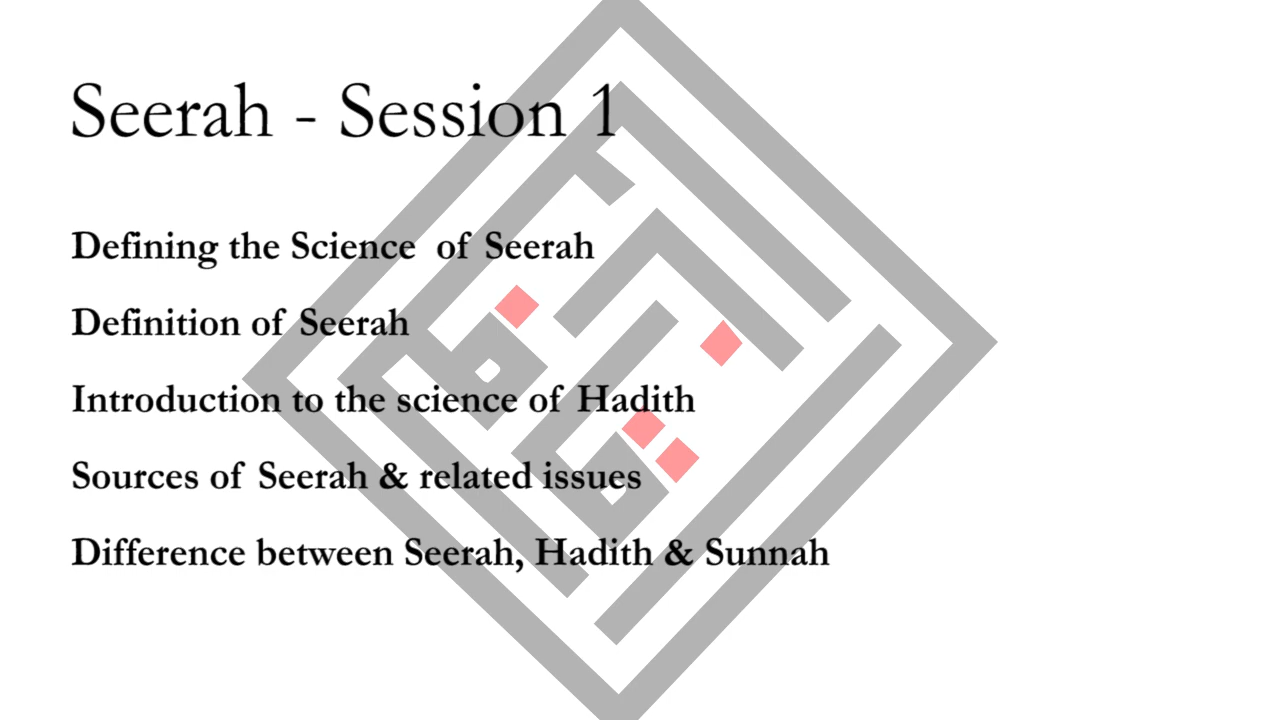 Seerah - Session 1
Defining the Science of Seerah
Definition of Seerah
Introduction to the science of Hadith
Sources of Seerah & related issues
Difference between Seerah, Hadith & Sunnah